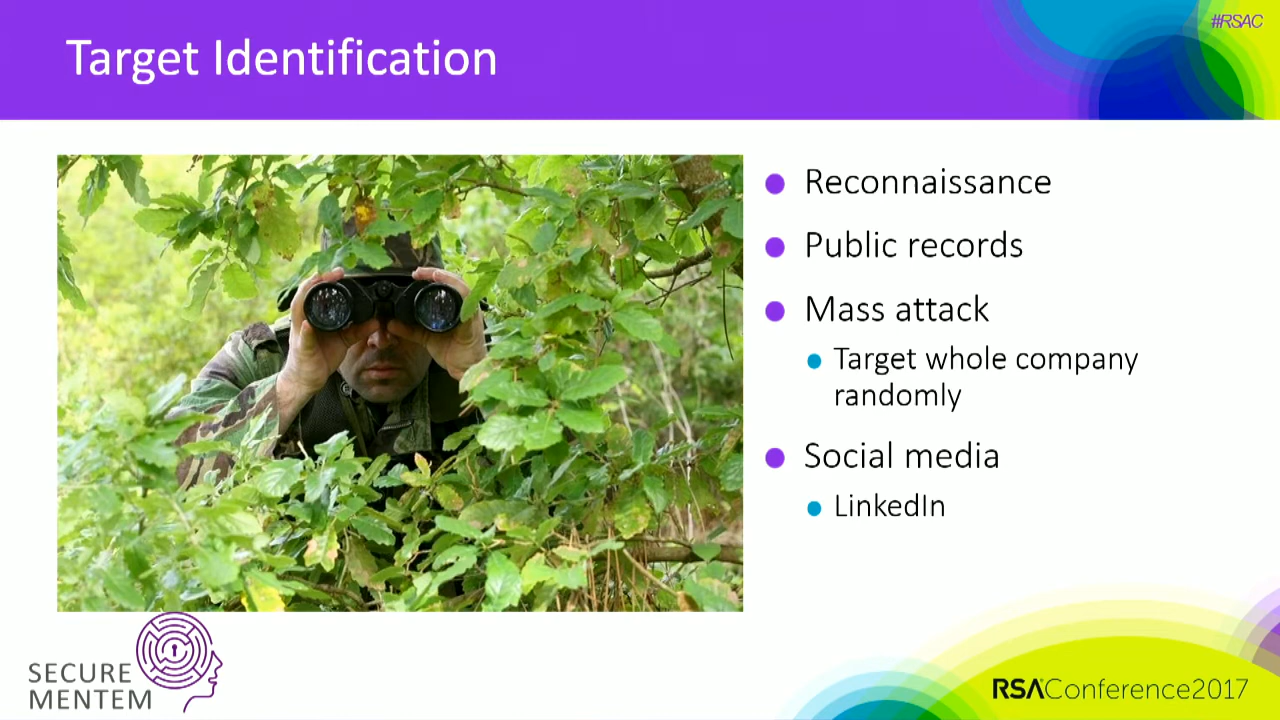 #RSAC
Target Identification
Reconnaissance
Public records
Mass attack
Target whole company
randomly
Social media
LinkedIn
SECURE
MENTEM
RSAConference2017